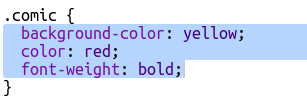 .comic {
  background-color: yellow;
  color: red;
  font-weight: bold;
}